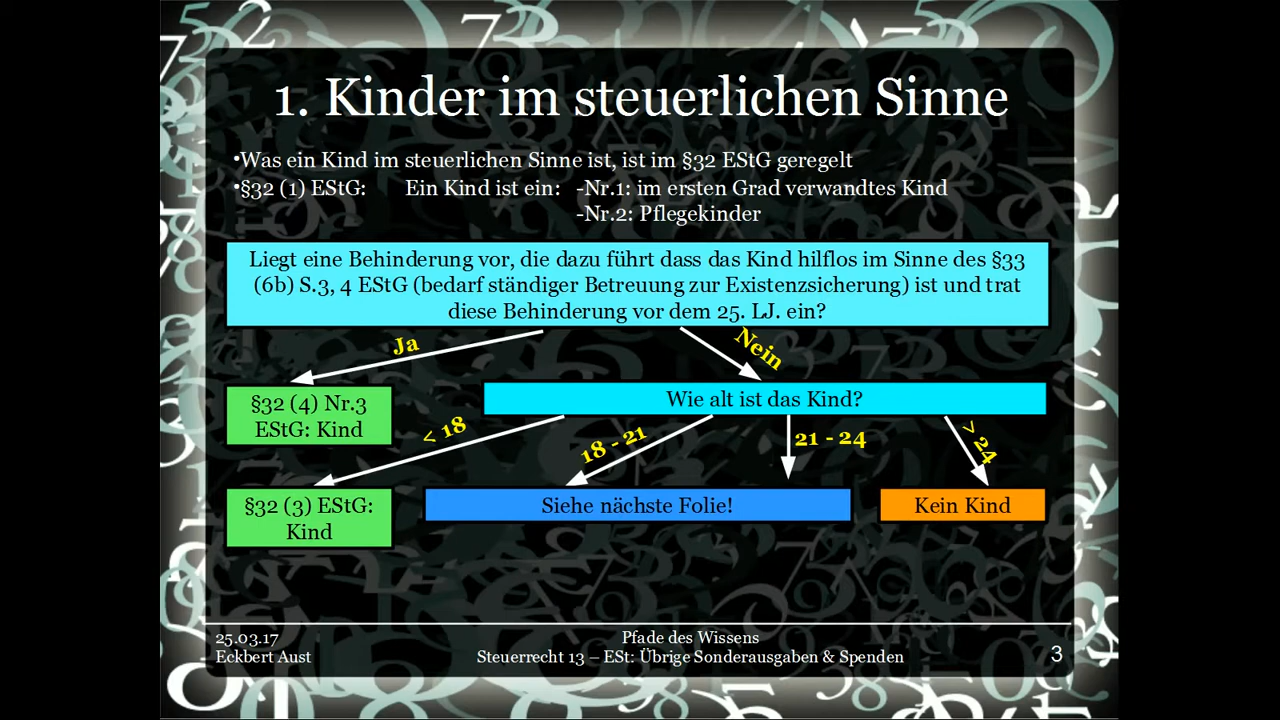 1. Kinder im steuerlichen Sinne
•Was ein Kind im steuerlichen Sinne ist, ist im §32 EStG geregelt
•§32 (1) EStG: Ein Kind ist ein: -Nr.1: im ersten Grad verwandtes Kind
-Nr.2: Pflegekinder
Liegt eine Behinderung vor, die dazu führt dass das Kind hilflos im Sinne des §33
(6b) S.3, 4 EStG (bedarf ständiger Betreuung zur Existenzsicherung) ist und trat
diese Behinderung vor dem 25. LJ. ein?
Ja
Nein
§32 (4) Nr.3
EStG: Kind
Wie alt ist das Kind?
< 18
18 - 21
21 - 24
> 24
§32 (3) EStG:
Kind
Siehe nächste Folie!
Kein Kind
25.03.17
Eckbert Aust
Pfade des Wissens
Steuerrecht 13 – ESt: Übrige Sonderausgaben & Spenden
3